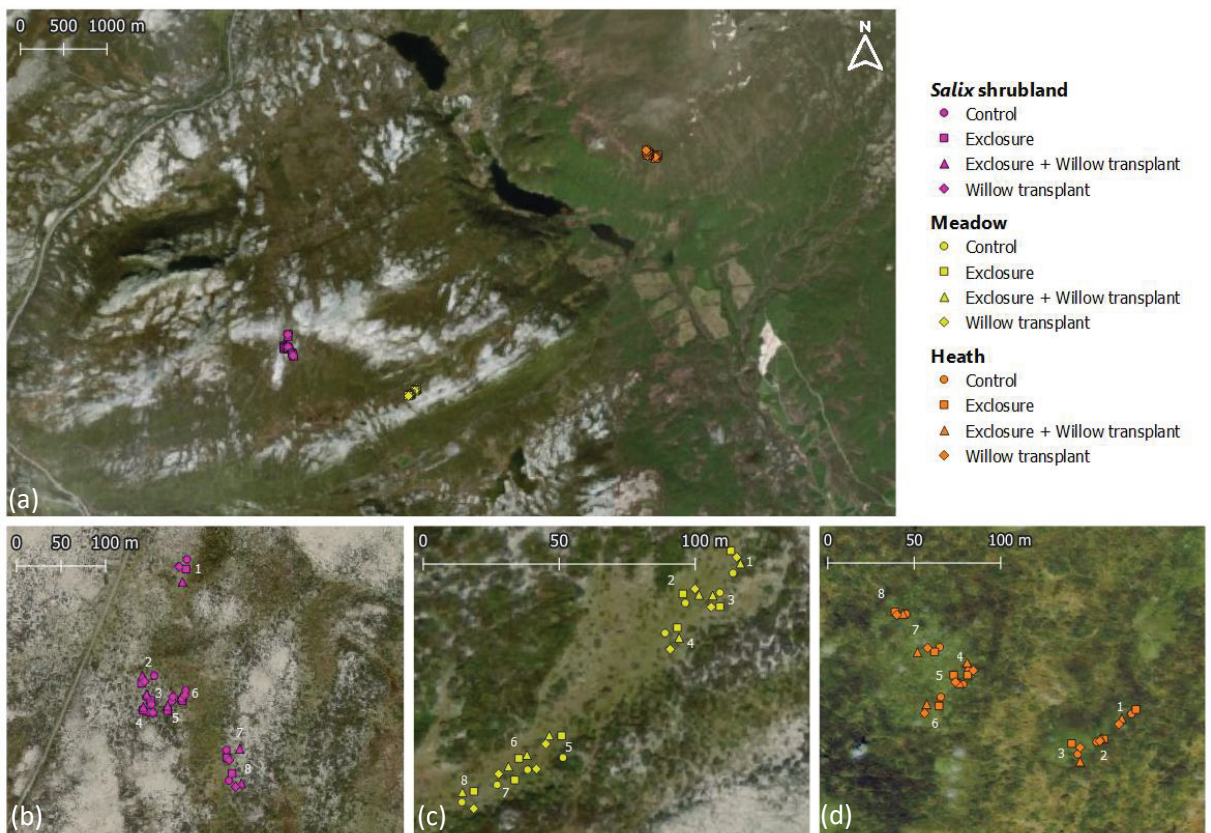 0 500 1000 m
N
(a)
Salix shrubland
Control
Exclosure
Exclosure + Willow transplant
Willow transplant
Meadow
Control
Exclosure
Exclosure + Willow transplant
Willow transplant
Heath
Control
Exclosure
Exclosure + Willow transplant
Willow transplant
0 50 100 m
1
2
3
6
4
5
7
8
(b)
0 50 100 m
1
2
3
4
6
5
8
7
(c)
0 50 100 m
8
7
4
5
6
1
3
2
(d)